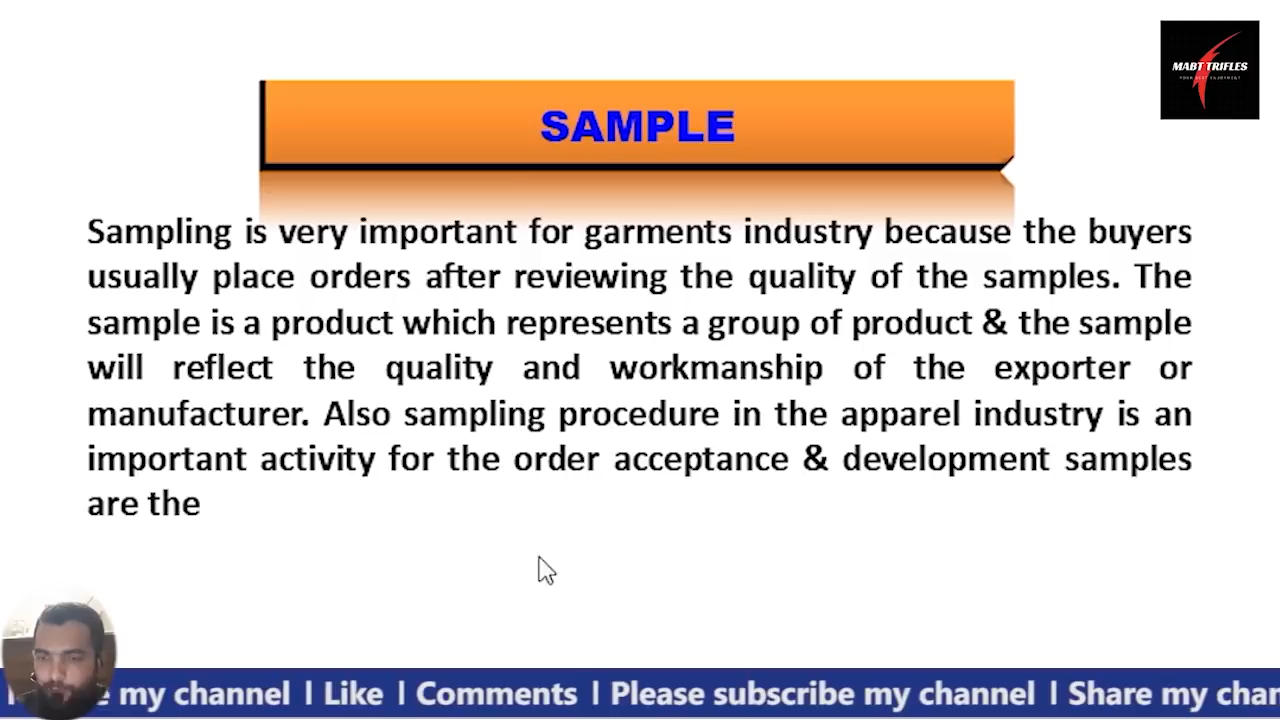 MABT TRIFLES
YOUR BEST ENJOYMENT
SAMPLE
Sampling is very important for garments industry because the buyers
usually place orders after reviewing the quality of the samples. The
sample is a product which represents a group of product & the sample
will reflect the quality and workmanship of the exporter or
manufacturer. Also sampling procedure in the apparel industry is an
important activity for the order acceptance & development samples
are the
my channel l Like l Comments l Please subscribe my channel l Share my